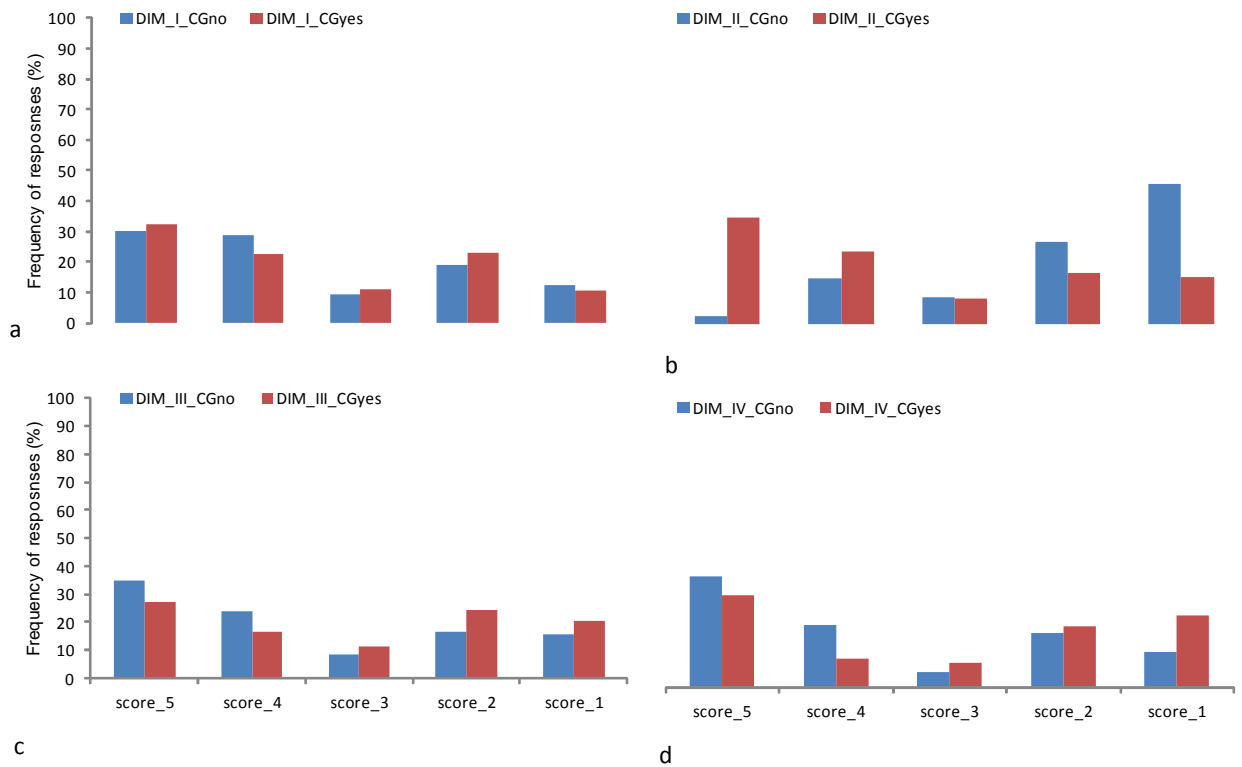 DIM_I_CGno DIM_I_CGyes
Frequency of resposnses (%)
100
90
80
70
60
50
40
30
20
10
0
a
DIM_II_CGno DIM_II_CGyes
b
DIM_III_CGno DIM_III_CGyes
Frequency of resposnses (%)
100
90
80
70
60
50
40
30
20
10
0
score_5 score_4 score_3 score_2 score_1
c
DIM_IV_CGno DIM_IV_CGyes
score_5 score_4 score_3 score_2 score_1
d